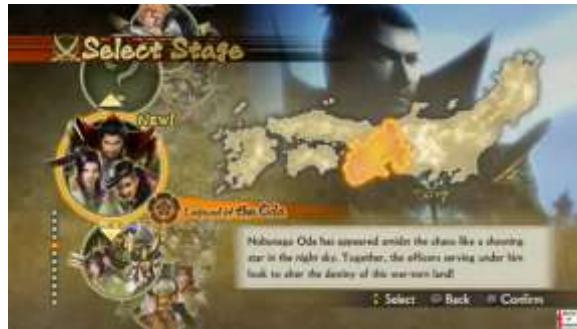 Select Stage
NEW!
Legend of the Oda
Nobunaga Oda has appeared amidst the chaos like a shooting
star in the night sky. Together, the officers serving under him
look to alter the destiny of this war-torn land!
Select Back Confirm